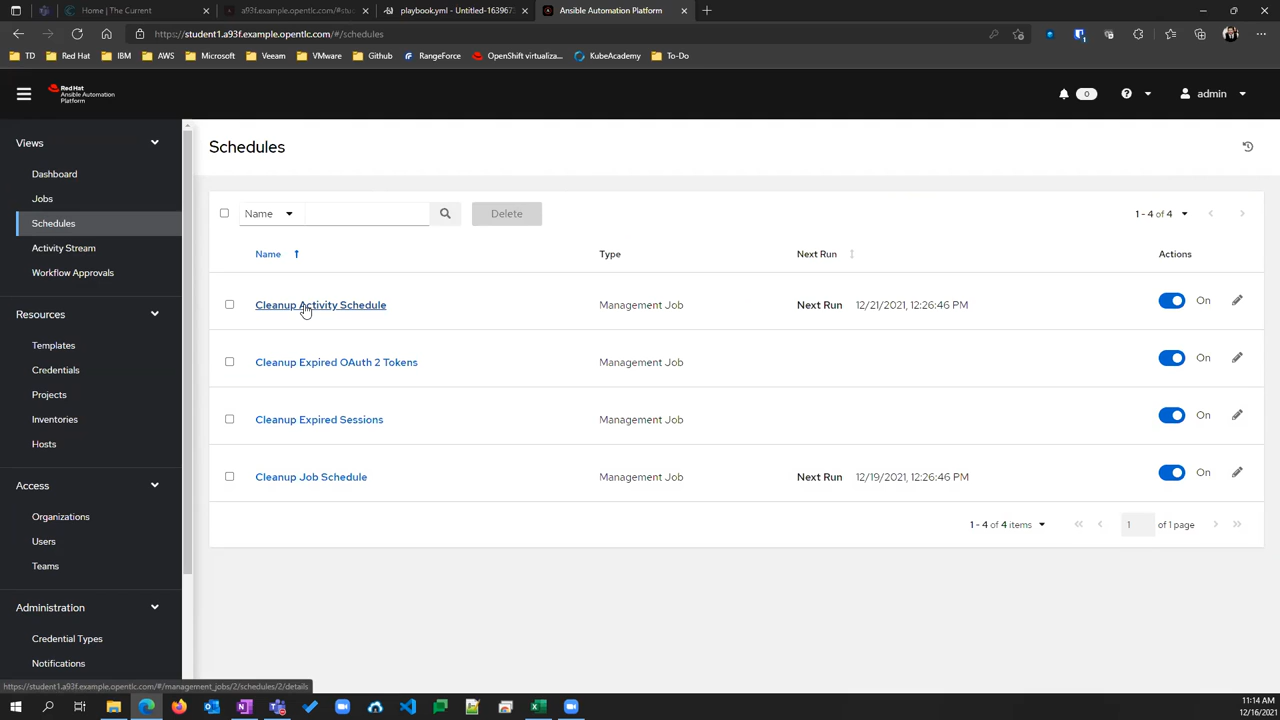 Home | The Current
a93f.example.opentlc.com/#/stu
playbook.yml - Untitled-163967
Ansible Automation Platform
https://student1.a93f.example.opentlc.com/#/schedules
TD
Red Hat
IBM
AWS
Microsoft
Veeam
VMware
Github
RangeForce
OpenShift virtualiza...
KubeAcademy
To-Do
Red Hat
Ansible Automation
Platform
0
admin
Views
Dashboard
Jobs
Schedules
Activity Stream
Workflow Approvals
Resources
Templates
Credentials
Projects
Inventories
Hosts
Access
Organizations
Users
Teams
Administration
Credential Types
Notifications
Schedules
Name
Delete
1 - 4 of 4
Name
Type
Next Run
Actions
Cleanup Activity Schedule
Management Job
Next Run 12/21/2021, 12:26:46 PM
On
Cleanup Expired OAuth 2 Tokens
Management Job
On
Cleanup Expired Sessions
Management Job
On
Cleanup Job Schedule
Management Job
Next Run 12/19/2021, 12:26:46 PM
On
1 - 4 of 4 items
1
of 1 page
https://student1.a93f.example.opentlc.com/#/management_jobs/2/schedules/2/details
11:14 AM
12/16/2021